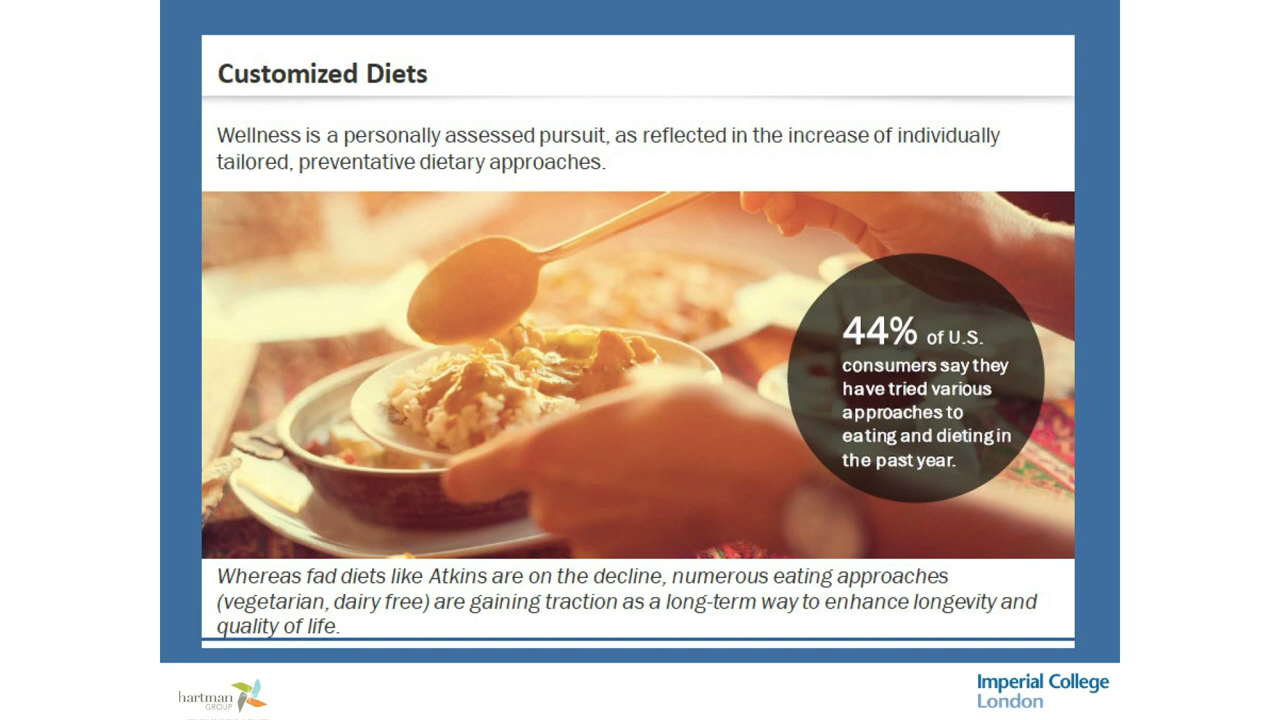 Customized Diets
Wellness is a personally assessed pursuit, as reflected in the increase of individually
tailored, preventative dietary approaches.
44% of U.S.
consumers say they
have tried various
approaches to
eating and dieting in
the past year.
Whereas fad diets like Atkins are on the decline, numerous eating approaches
(vegetarian, dairy free) are gaining traction as a long-term way to enhance longevity and
quality of life.
hartman
GROUP
Imperial College
London